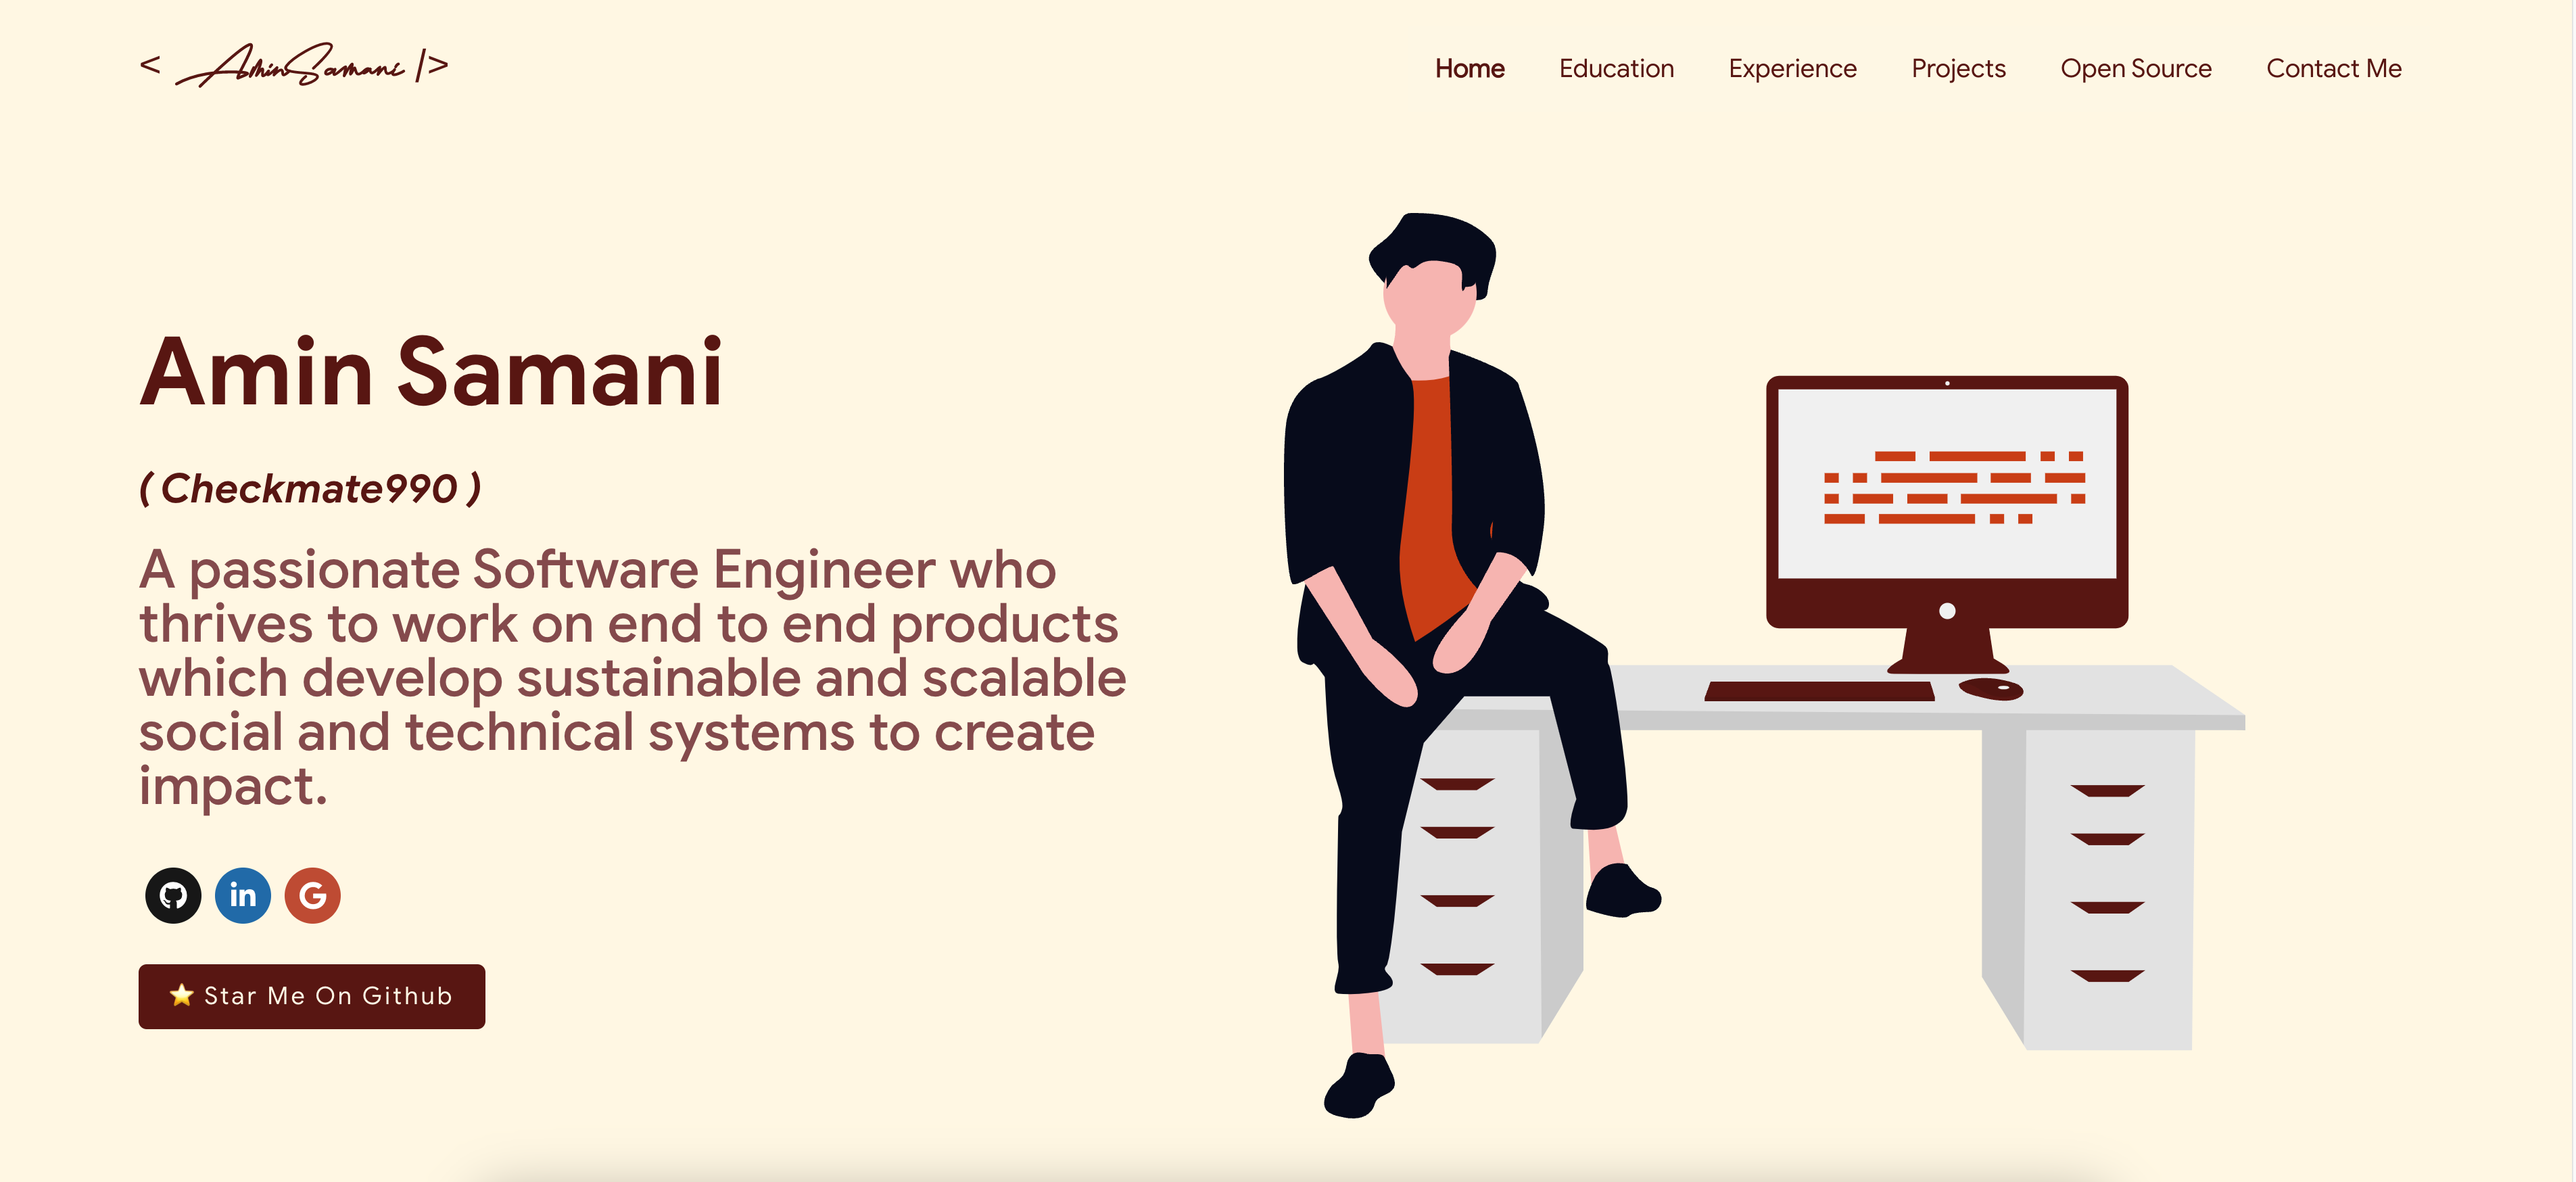 < AminSamani />
Home Education Experience Projects Open Source Contact Me
Amin Samani
( Checkmate990 )
A passionate Software Engineer who
thrives to work on end to end products
which develop sustainable and scalable
social and technical systems to create
impact.
in G
⭐ Star Me On Github